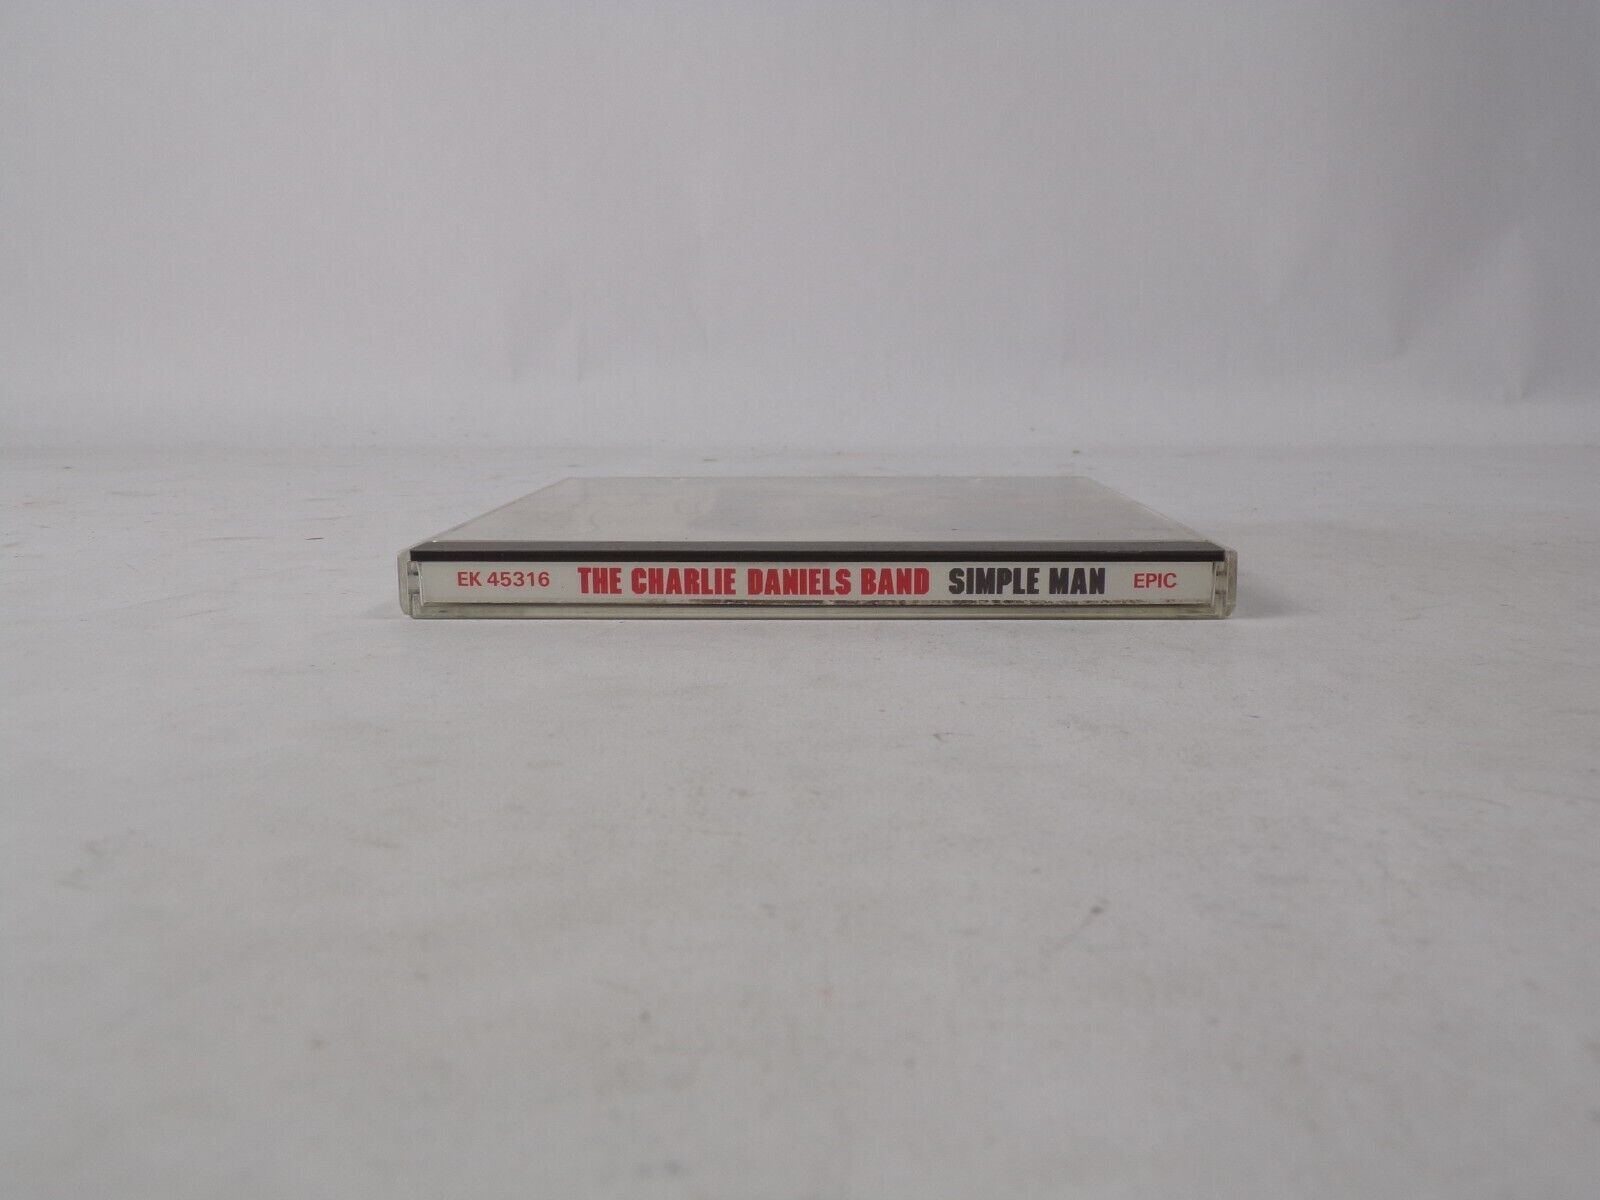 EK 45316 THE CHARLIE DANIELS BAND SIMPLE MAN EPIC